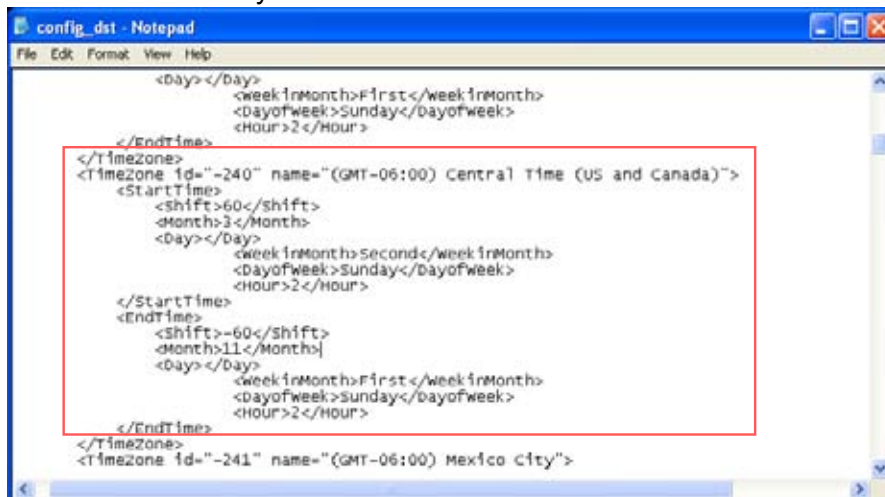 config_dst - Notepad
File Edit Format View Help
<Day></Day>
<WeekinMonth>First</WeekinMonth>
<DayofWeek>Sunday</DayofWeek>
<Hour>2</Hour>
</EndTime>
</TimeZone>
<TimeZone id="-240" name="(GMT-06:00) Central Time (US and Canada)">
<StartTime>
<Shift>60</Shift>
<Month>3</Month>
<Day></Day>
<WeekinMonth>Second</WeekinMonth>
<DayofWeek>Sunday</DayofWeek>
<Hour>2</Hour>
</StartTime>
<EndTime>
<Shift>-60</Shift>
<Month>11</Month>
<Day></Day>
<WeekinMonth>First</WeekinMonth>
<DayofWeek>Sunday</DayofWeek>
<Hour>2</Hour>
</EndTime>
</TimeZone>
<TimeZone id="-241" name="(GMT-06:00) Mexico City">